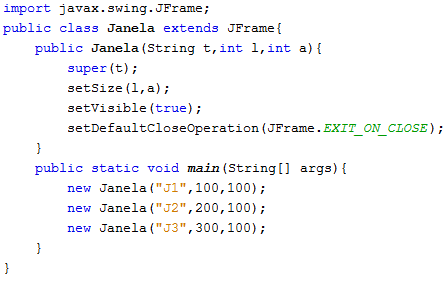 import javax.swing.JFrame;
public class Janela extends JFrame{
    public Janela(String t,int l,int a){
        super(t);
        setSize(l,a);
        setVisible(true);
        setDefaultCloseOperation(JFrame.EXIT_ON_CLOSE);
    }
    public static void main(String[] args){
        new Janela("J1",100,100);
        new Janela("J2",200,100);
        new Janela("J3",300,100);
    }
}